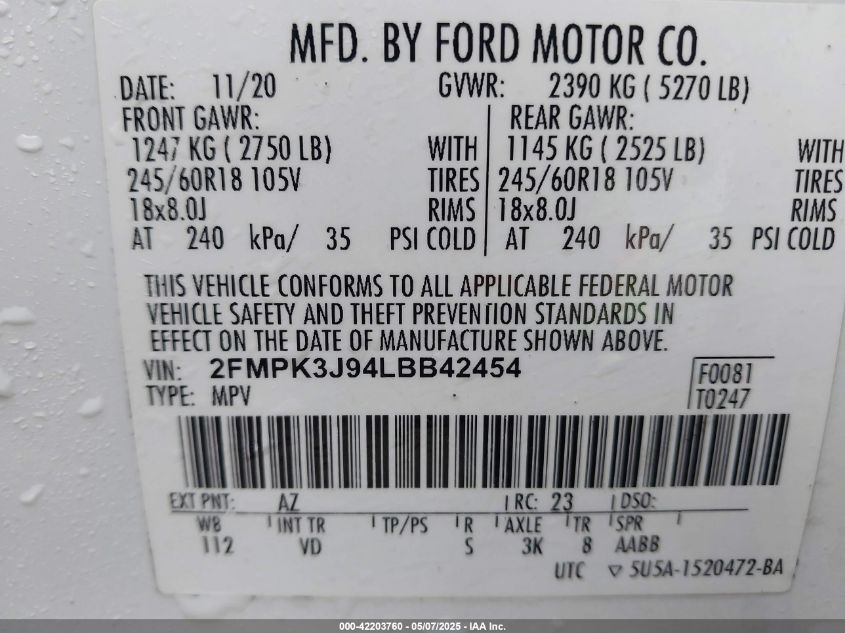 MFD. BY FORD MOTOR CO.
DATE: 11/20 GVWR: 2390 KG ( 5270 LB)
FRONT GAWR: REAR GAWR:
1247 KG ( 2750 LB) WITH 1145 KG ( 2525 LB) WITH
245/60R18 105V TIRES 245/60R18 105V TIRES
18x8.0J RIMS 18x8.0J RIMS
AT 240 kPa/ 35 PSI COLD AT 240 kPa/ 35 PSI COLD
THIS VEHICLE CONFORMS TO ALL APPLICABLE FEDERAL MOTOR
VEHICLE SAFETY AND THEFT PREVENTION STANDARDS IN
EFFECT ON THE DATE OF MANUFACTURE SHOWN ABOVE.
VIN: 2FMPK3J94LBB42454 F0081
TYPE: MPV T0247
EXT PNT: AZ RC: 23 DSO:
WB INT TR TP/PS R AXLE TR SPR
112 VD S 3K 8 AABB
UTC ▽ 5U5A-1520472-BA
000-42203760 - 05/07/2025 - IAA Inc.